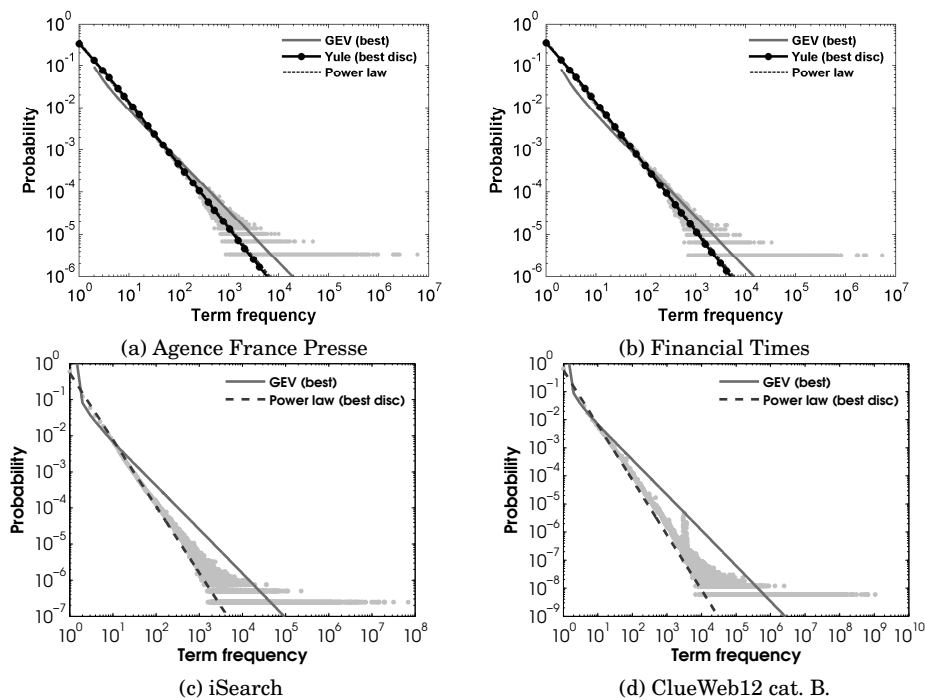 10^0
10^-1
10^-2
10^-3
10^-4
10^-5
10^-6
Probability
GEV (best)
Yule (best disc)
Power law
10^0 10^1 10^2 10^3 10^4 10^5 10^6 10^7
Term frequency
(a) Agence France Presse
10^0
10^-1
10^-2
10^-3
10^-4
10^-5
10^-6
Probability
GEV (best)
Yule (best disc)
Power law
10^0 10^1 10^2 10^3 10^4 10^5 10^6 10^7
Term frequency
(b) Financial Times
10^0
10^-1
10^-2
10^-3
10^-4
10^-5
10^-6
10^-7
Probability
GEV (best)
Power law (best disc)
10^0 10^1 10^2 10^3 10^4 10^5 10^6 10^7 10^8
Term frequency
(c) iSearch
10^0
10^-1
10^-2
10^-3
10^-4
10^-5
10^-6
10^-7
10^-8
10^-9
Probability
GEV (best)
Power law (best disc)
10^0 10^1 10^2 10^3 10^4 10^5 10^6 10^7 10^8 10^9 10^10
Term frequency
(d) ClueWeb12 cat. B.